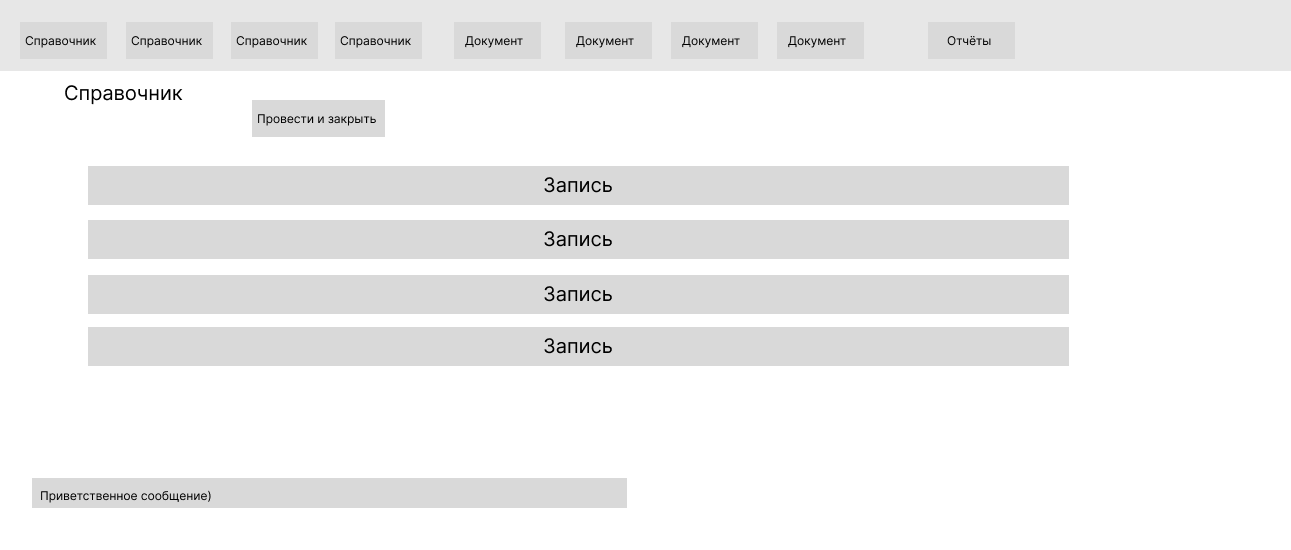 Справочник Справочник Справочник Справочник Документ Документ Документ Документ Отчёты
Справочник
Провести и закрыть
Запись
Запись
Запись
Запись
Приветственное сообщение)